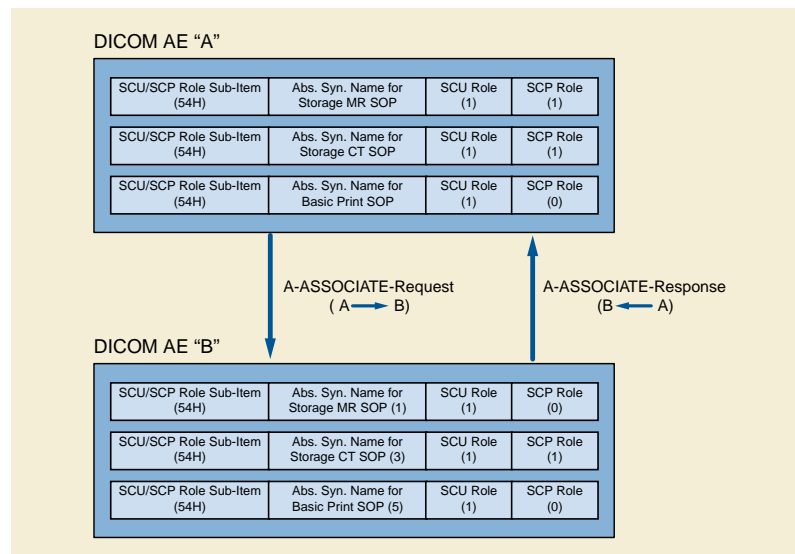 DICOM AE “A”
SCU/SCP Role Sub-Item Abs. Syn. Name for SCU Role SCP Role
(54H) Storage MR SOP (1) (1)
SCU/SCP Role Sub-Item Abs. Syn. Name for SCU Role SCP Role
(54H) Storage CT SOP (1) (1)
SCU/SCP Role Sub-Item Abs. Syn. Name for SCU Role SCP Role
(54H) Basic Print SOP (1) (0)
A-ASSOCIATE-Request A-ASSOCIATE-Response
( A B) (B A)
DICOM AE “B”
SCU/SCP Role Sub-Item Abs. Syn. Name for SCU Role SCP Role
(54H) Storage MR SOP (1) (1) (0)
SCU/SCP Role Sub-Item Abs. Syn. Name for SCU Role SCP Role
(54H) Storage CT SOP (3) (1) (1)
SCU/SCP Role Sub-Item Abs. Syn. Name for SCU Role SCP Role
(54H) Basic Print SOP (5) (1) (0)